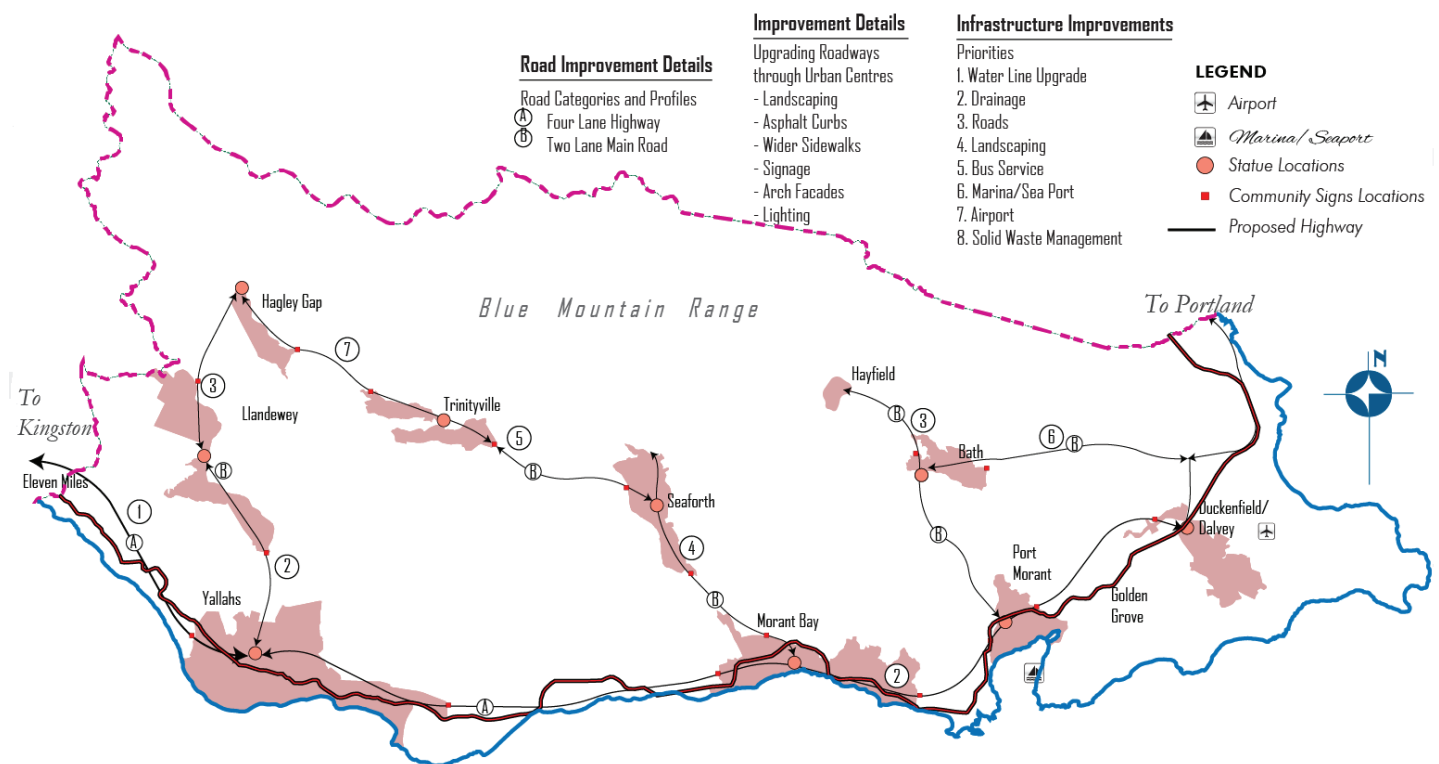 Road Improvement Details
Road Categories and Profiles
A Four Lane Highway
B Two Lane Main Road
Improvement Details
Upgrading Roadways
through Urban Centres
- Landscaping
- Asphalt Curbs
- Wider Sidewalks
- Signage
- Arch Facades
- Lighting
Infrastructure Improvements
Priorities
1. Water Line Upgrade
2. Drainage
3. Roads
4. Landscaping
5. Bus Service
6. Marina/Sea Port
7. Airport
8. Solid Waste Management
LEGEND
Airport
Marina/Seaport
Statue Locations
Community Signs Locations
Proposed Highway
Hagley Gap
Blue Mountain Range
To Portland
N
7
3
Llandewey
Trinityville
Hayfield
B
3
To
Kingston
5
Bath
6
B
B
B
Eleven Miles
Seaforth
1
A
2
4
B
Duckenfield/
Dalvey
Port
Morant
Golden
Grove
Yallahs
B
Morant Bay
2
A